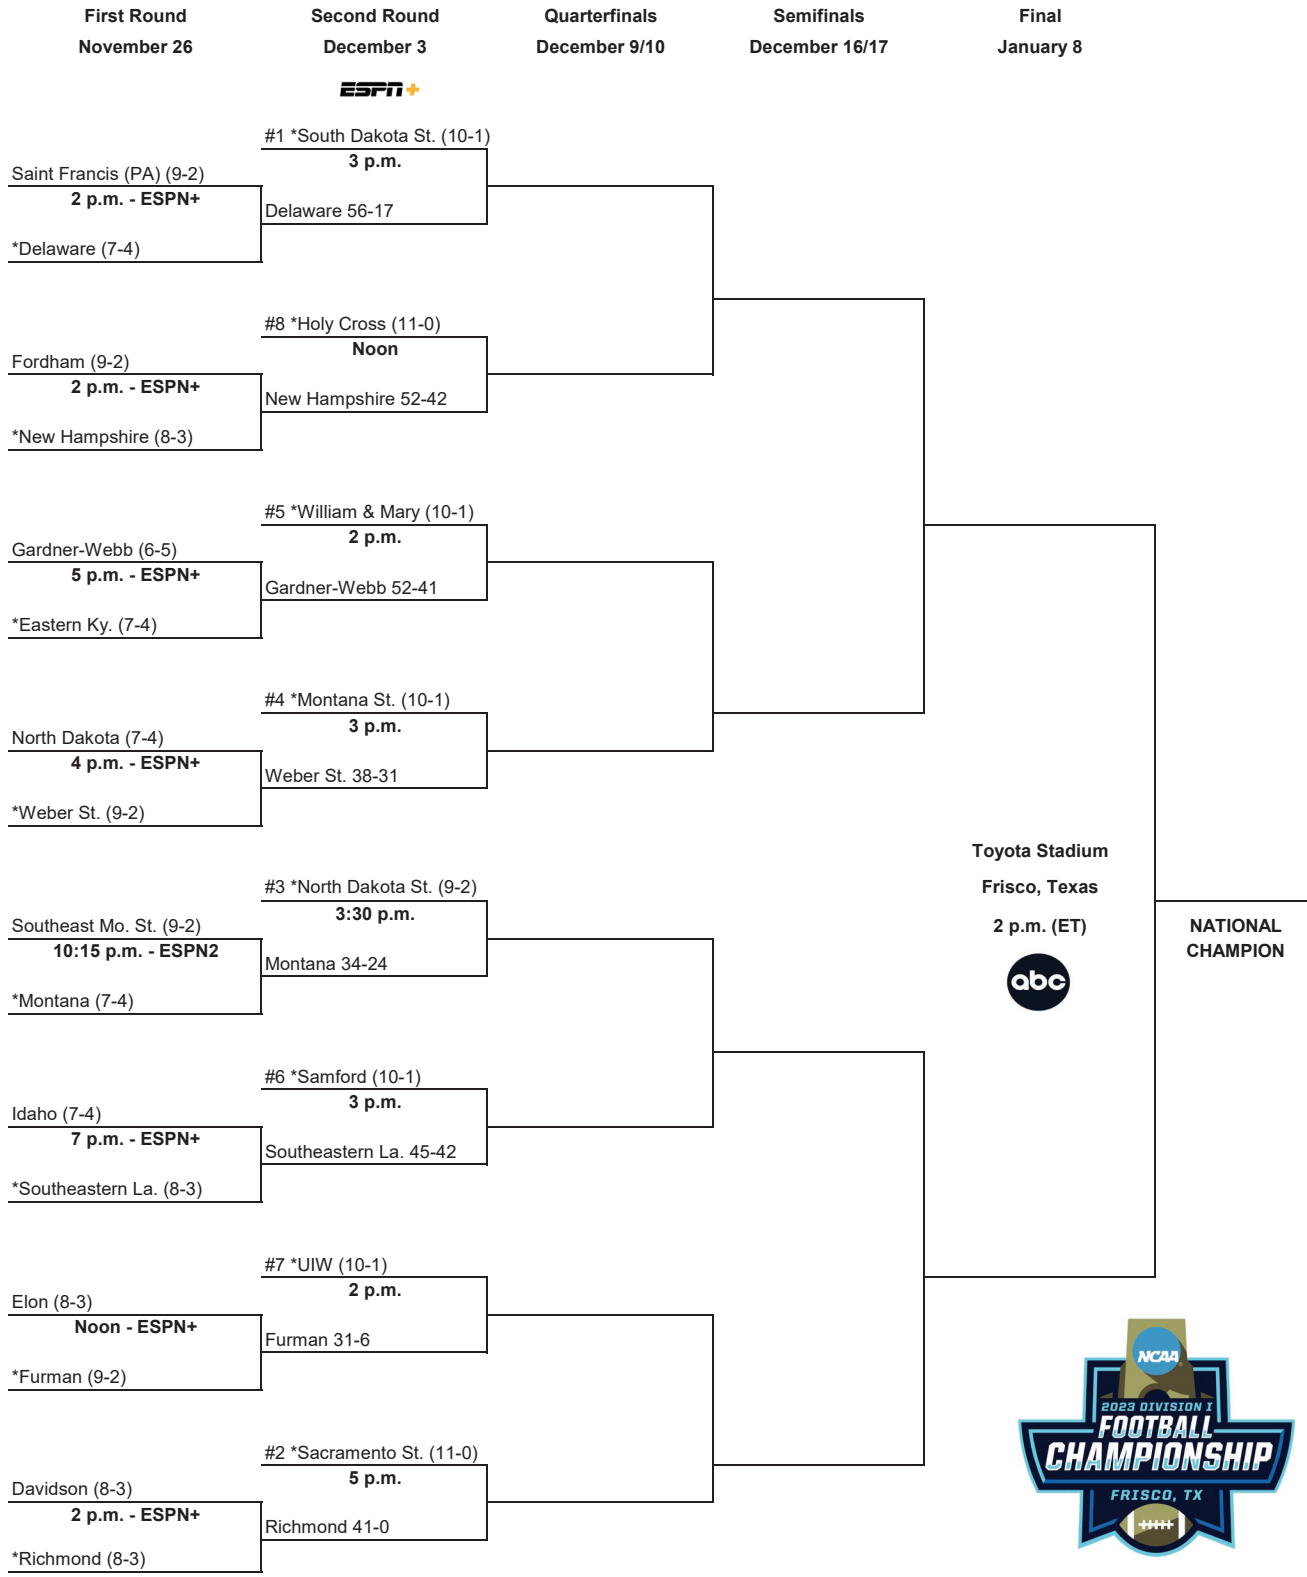 First Round
November 26
Second Round
December 3
ESPN+
Quarterfinals
December 9/10
Semifinals
December 16/17
Final
January 8
#1 *South Dakota St. (10-1)
3 p.m.
Saint Francis (PA) (9-2)
2 p.m. - ESPN+
Delaware 56-17
*Delaware (7-4)
#8 *Holy Cross (11-0)
Noon
Fordham (9-2)
2 p.m. - ESPN+
New Hampshire 52-42
*New Hampshire (8-3)
#5 *William & Mary (10-1)
2 p.m.
Gardner-Webb (6-5)
5 p.m. - ESPN+
Gardner-Webb 52-41
*Eastern Ky. (7-4)
#4 *Montana St. (10-1)
3 p.m.
North Dakota (7-4)
4 p.m. - ESPN+
Weber St. 38-31
*Weber St. (9-2)
#3 *North Dakota St. (9-2)
3:30 p.m.
Southeast Mo. St. (9-2)
10:15 p.m. - ESPN2
Montana 34-24
*Montana (7-4)
#6 *Samford (10-1)
3 p.m.
Idaho (7-4)
7 p.m. - ESPN+
Southeastern La. 45-42
*Southeastern La. (8-3)
#7 *UIW (10-1)
2 p.m.
Elon (8-3)
Noon - ESPN+
Furman 31-6
*Furman (9-2)
#2 *Sacramento St. (11-0)
5 p.m.
Davidson (8-3)
2 p.m. - ESPN+
Richmond 41-0
*Richmond (8-3)
Toyota Stadium
Frisco, Texas
2 p.m. (ET)
abc
NATIONAL
CHAMPION
NCAA
2023 DIVISION I
FOOTBALL
CHAMPIONSHIP
FRISCO, TX